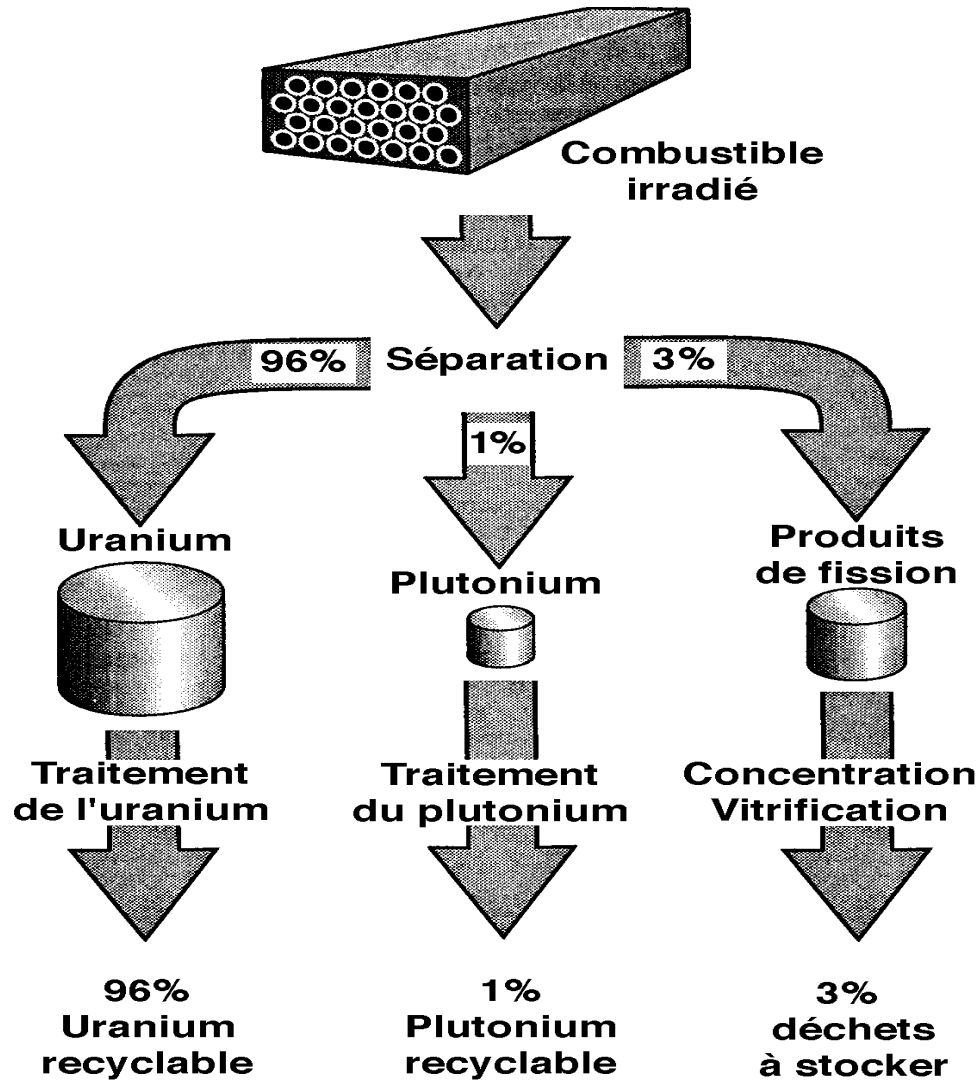 Combustible
irradié
96%
Séparation
3%
1%
Uranium
Plutonium
Produits
de fission
Traitement
de l'uranium
Traitement
du plutonium
Concentration
Vitrification
96%
Uranium
recyclable
1%
Plutonium
recyclable
3%
déchets
à stocker